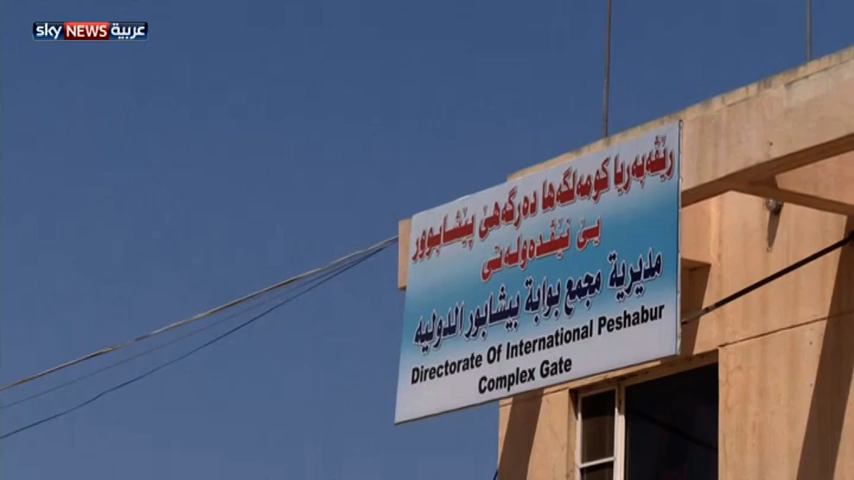 sky NEWS عربية
رێڤەبەریا کومەلگەها دەرگەهێ پێشابوور
یێ نێڤدەولەتی
مديرية مجمع بوابة بيشابور الدوليه
Directorate Of International Peshabur
Complex Gate